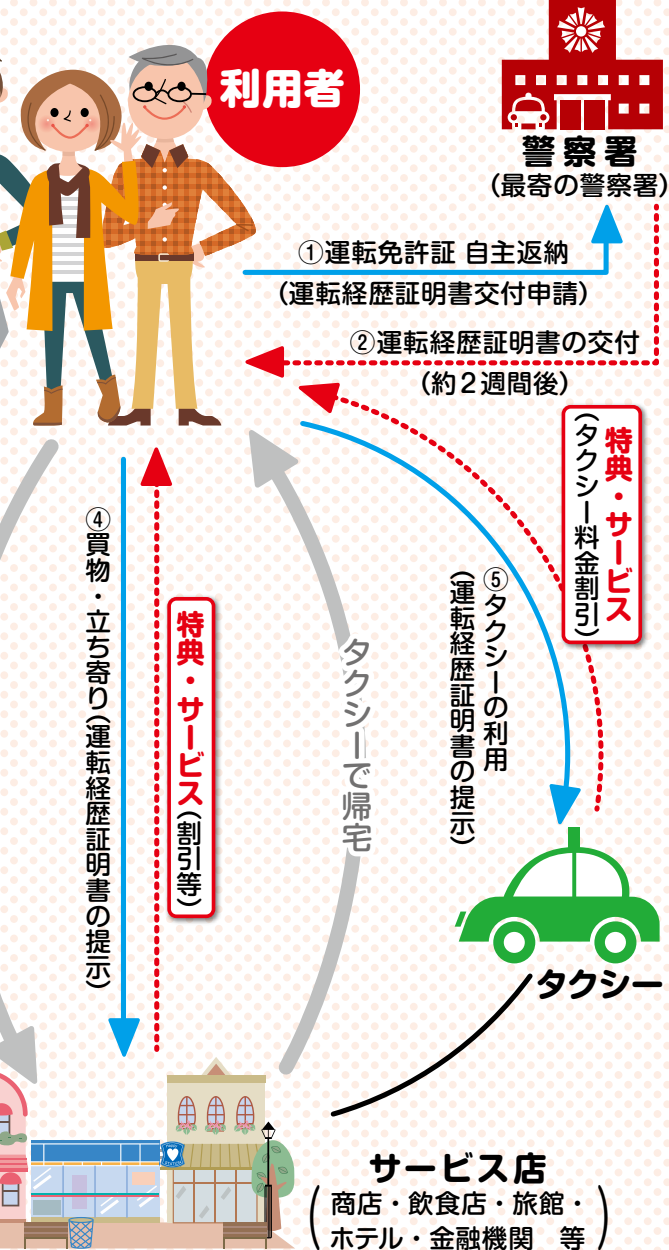 利用者
警察署
(最寄の警察署)
①運転免許証 自主返納
(運転経歴証明書交付申請)
②運転経歴証明書の交付
(約2週間後)
特典・サービス
(タクシー料金割引)
⑤タクシーの利用
(運転経歴証明書の提示)
タクシーで帰宅
特典・サービス(割引等)
④買物・立ち寄り(運転経歴証明書の提示)
タクシー
サービス店
(商店・飲食店・旅館・
ホテル・金融機関 等)